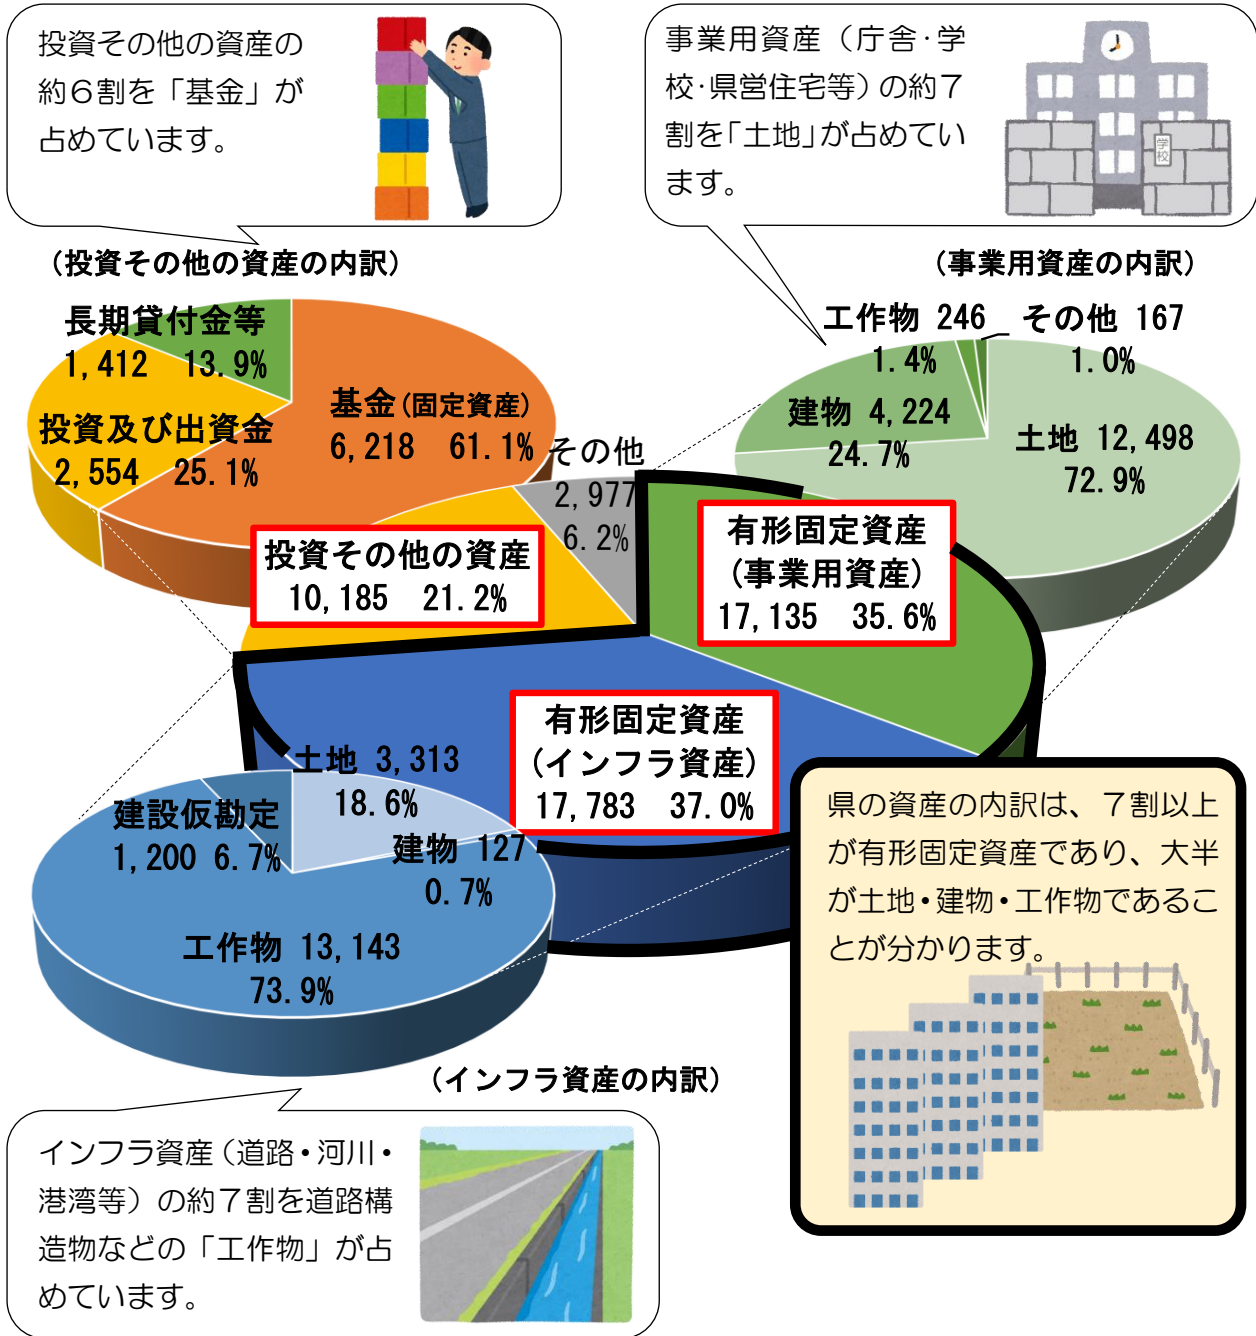 投資その他の資産の
約６割を「基金」が
占めています。
事業用資産（庁舎・学
校・県営住宅等）の約７
割を「土地」が占めてい
ます。
学校
（投資その他の資産の内訳）
（事業用資産の内訳）
長期貸付金等
1,412 13.9%
投資及び出資金
2,554 25.1%
基金(固定資産)
6,218 61.1%
工作物 246
1.4%
その他 167
1.0%
建物 4,224
24.7%
土地 12,498
72.9%
その他
2,977
6.2%
投資その他の資産
10,185 21.2%
有形固定資産
(事業用資産)
17,135 35.6%
有形固定資産
(インフラ資産)
17,783 37.0%
土地 3,313
18.6%
建設仮勘定
1,200 6.7%
建物 127
0.7%
工作物 13,143
73.9%
（インフラ資産の内訳）
県の資産の内訳は、７割以上
が有形固定資産であり、大半
が土地・建物・工作物であるこ
とが分かります。
インフラ資産（道路・河川・
港湾等）の約７割を道路構
造物などの「工作物」が占
めています。